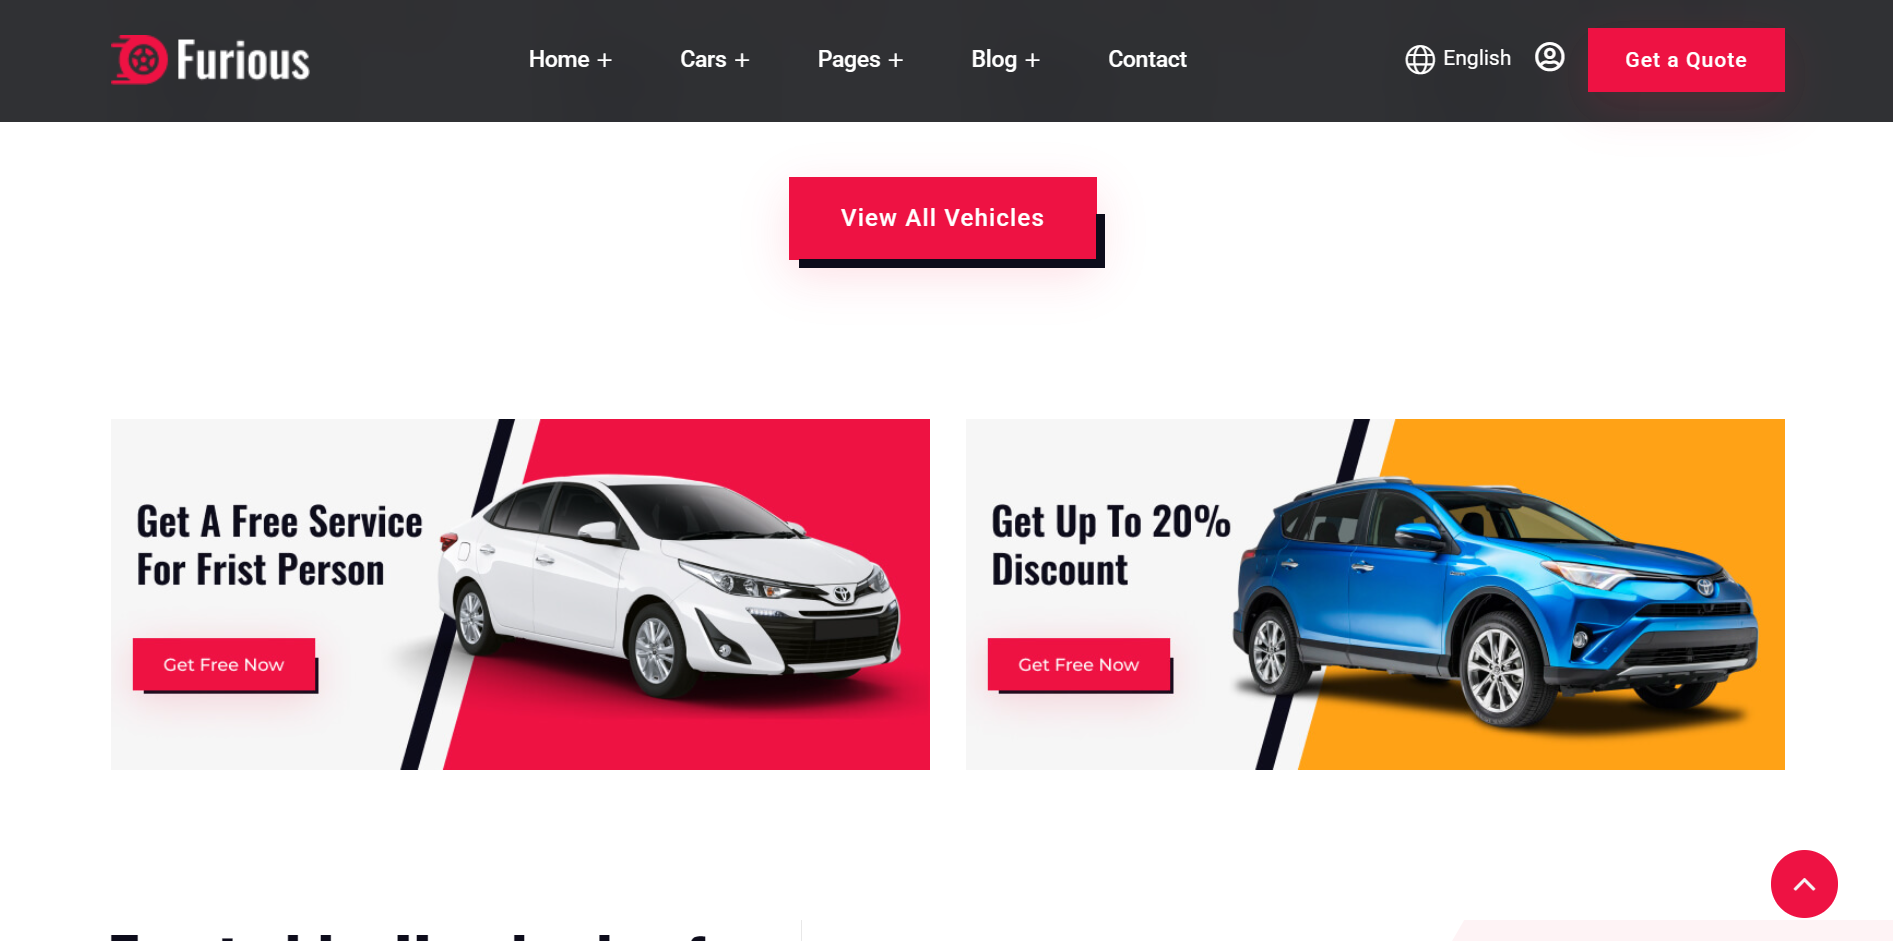 Furious
Home +
Cars +
Pages +
Blog +
Contact
English
Get a Quote
View All Vehicles
Get A Free Service
For Frist Person
Get Free Now
Get Up To 20%
Discount
Get Free Now